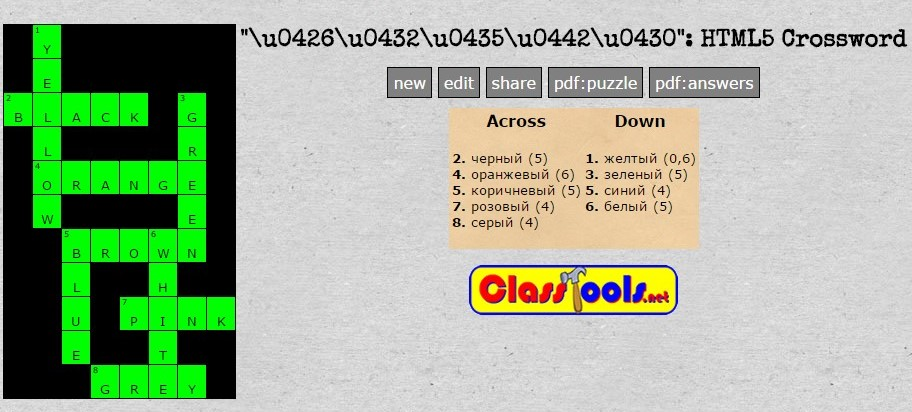 "\u0426\u0432\u0435\u0442\u0430": HTML5 Crossword
new edit share pdf:puzzle pdf:answers
Across
2. черный (5)
4. оранжевый (6)
5. коричневый (5)
7. розовый (4)
8. серый (4)
Down
1. желтый (0,6)
3. зеленый (5)
5. синий (4)
6. белый (5)
ClassTools.net
1 Y
E
2 B L A C K 3 G
L R
4 O R A N G E
W E
5 B R O 6 W N
L H
U 7 P I N K
E T
8 G R E Y